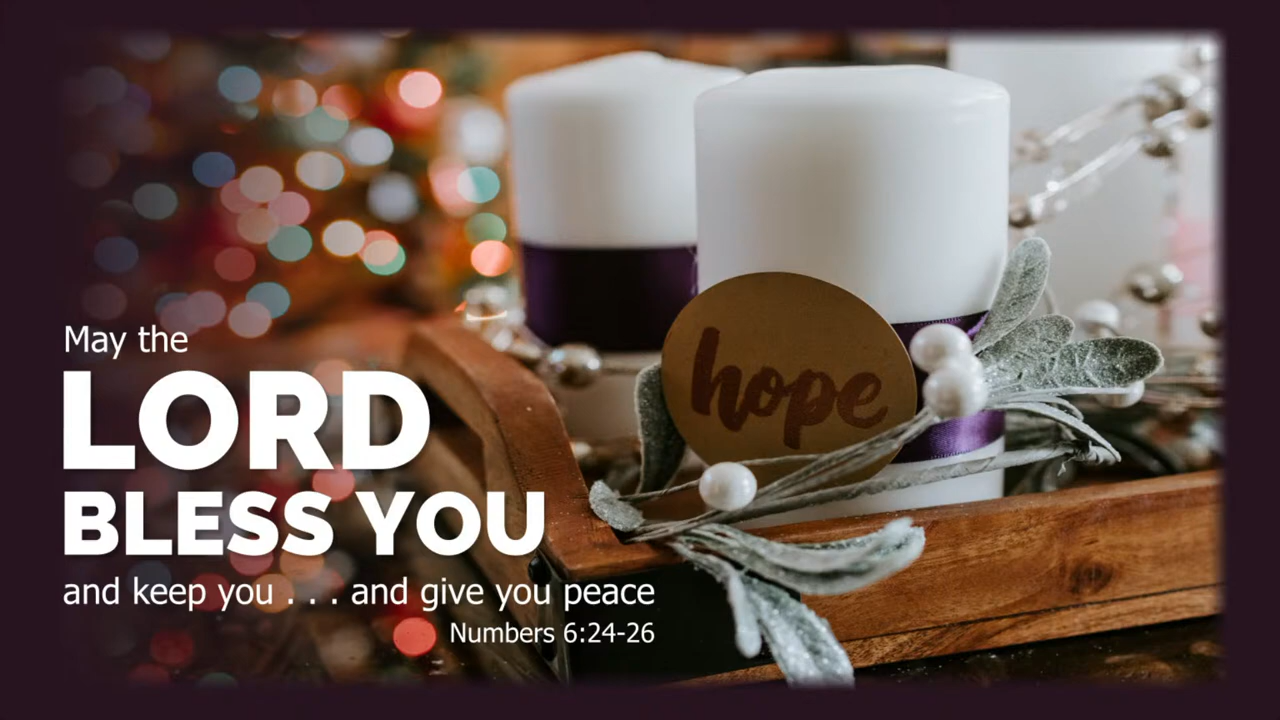 May the
LORD
BLESS YOU
and keep you . . . and give you peace
Numbers 6:24-26
hope